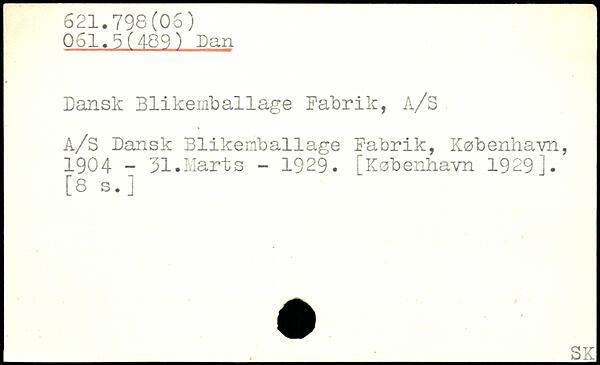 621.798(06)
061.5(489) Dan
Dansk Blikemballage Fabrik, A/S
A/S Dansk Blikemballage Fabrik, København,
1904 - 31.Marts - 1929. [København 1929].
[8 s.]
SK